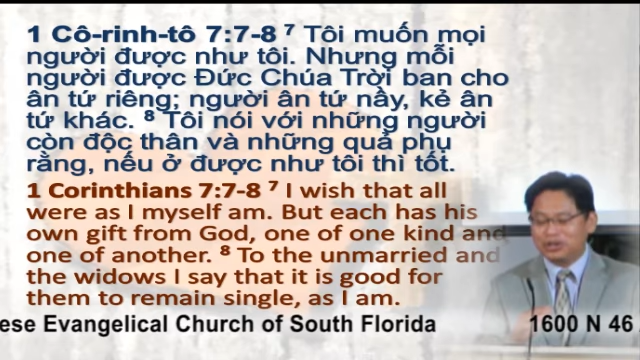 1 Cô-rinh-tô 7:7-8 ⁷ Tôi muốn mọi
người được như tôi. Nhưng mỗi
người được Đức Chúa Trời ban cho
ân tứ riêng; người ân tứ nầy, kẻ ân
tứ khác. ⁸ Tôi nói với những người
còn độc thân và những quả phụ
rằng, nếu ở được như tôi thì tốt.
1 Corinthians 7:7-8 ⁷ I wish that all
were as I myself am. But each has his
own gift from God, one of one kind and
one of another. ⁸ To the unmarried and
the widows I say that it is good for
them to remain single, as I am.
ese Evangelical Church of South Florida 1600 N 46